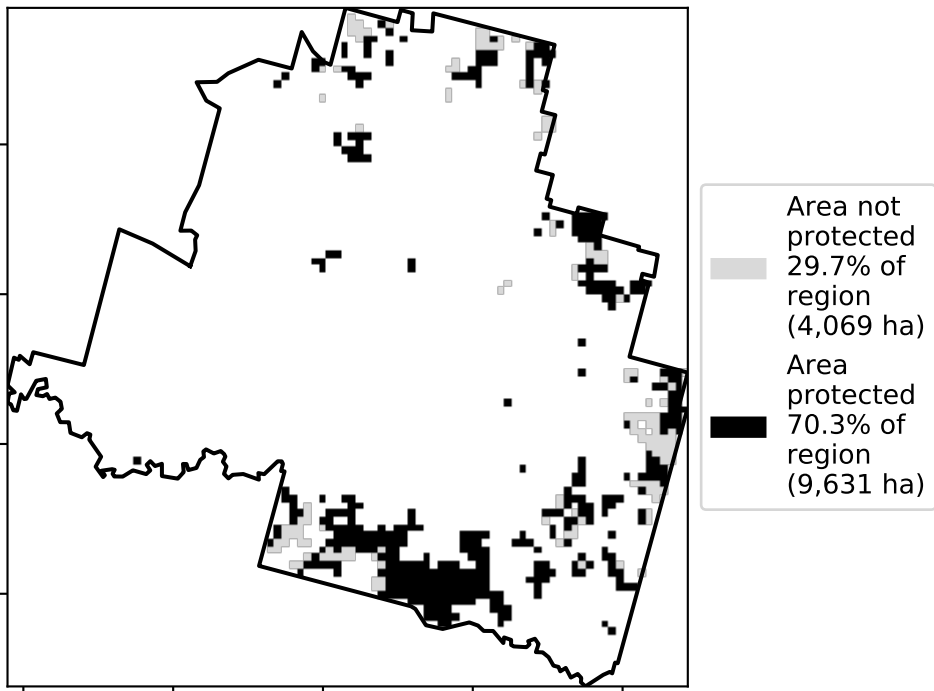 Area not
protected
29.7% of
region
(4,069 ha)
Area
protected
70.3% of
region
(9,631 ha)